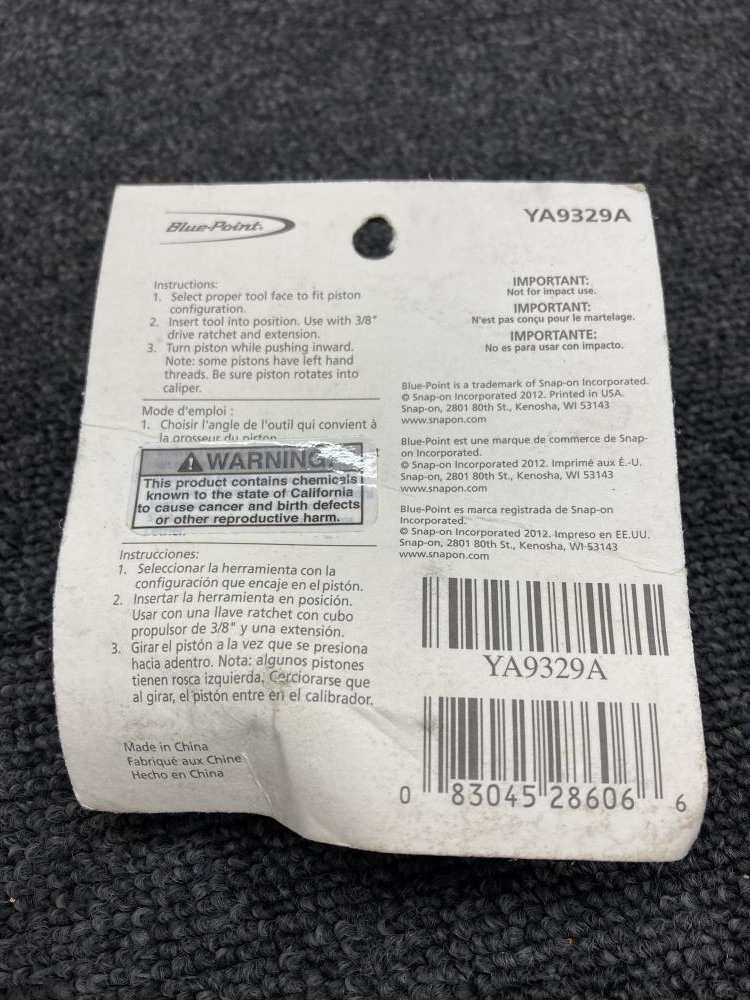 Blue-Point®
YA9329A
Instructions:
1. Select proper tool face to fit piston
configuration.
2. Insert tool into position. Use with 3/8"
drive ratchet and extension.
3. Turn piston while pushing inward.
Note: some pistons have left hand
threads. Be sure piston rotates into
caliper.
Mode d'emploi :
1. Choisir l'angle de l'outil qui convient à
la grosseur du piston
WARNING:
This product contains chemicals
known to the state of California
to cause cancer and birth defects
or other reproductive harm.
Instrucciones:
1. Seleccionar la herramienta con la
configuración que encaje en el pistón.
2. Insertar la herramienta en posición.
Usar con una llave ratchet con cubo
propulsor de 3/8" y una extensión.
3. Girar el pistón a la vez que se presiona
hacia adentro. Nota: algunos pistones
tienen rosca izquierda. Cerciorarse que
al girar, el pistón entre en el calibrador.
Made in China
Fabriqué aux Chine
Hecho en China
IMPORTANT:
Not for impact use.
IMPORTANT:
N'est pas conçu pour le martelage.
IMPORTANTE:
No es para usar con impacto.
Blue-Point is a trademark of Snap-on Incorporated.
© Snap-on Incorporated 2012. Printed in USA.
Snap-on, 2801 80th St., Kenosha, WI 53143
www.snapon.com
Blue-Point est une marque de commerce de Snap-
on Incorporated.
© Snap-on Incorporated 2012. Imprimé aux É.-U.
Snap-on, 2801 80th St., Kenosha, WI 53143
www.snapon.com
Blue-Point es marca registrada de Snap-on
Incorporated.
© Snap-on Incorporated 2012. Impreso en EE.UU.
Snap-on, 2801 80th St., Kenosha, WI 53143
www.snapon.com
YA9329A
0 83045 28606 6